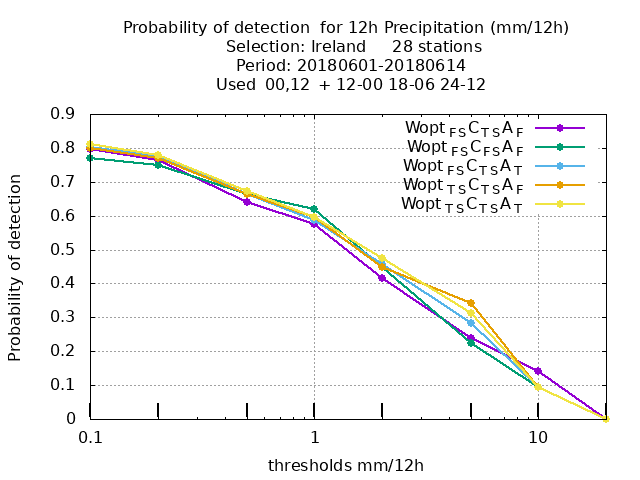 Probability of detection  for 12h Precipitation (mm/12h)
Selection: Ireland     28 stations
Period: 20180601-20180614
Used  00,12  + 12-00 18-06 24-12
0.9
0.8
0.7
0.6
0.5
0.4
0.3
0.2
0.1
0
Probability of detection
Wopt FS C TS A F
Wopt FS C FS A F
Wopt FS C TS A T
Wopt TS C TS A F
Wopt TS C TS A T
0.1 1 10
thresholds mm/12h